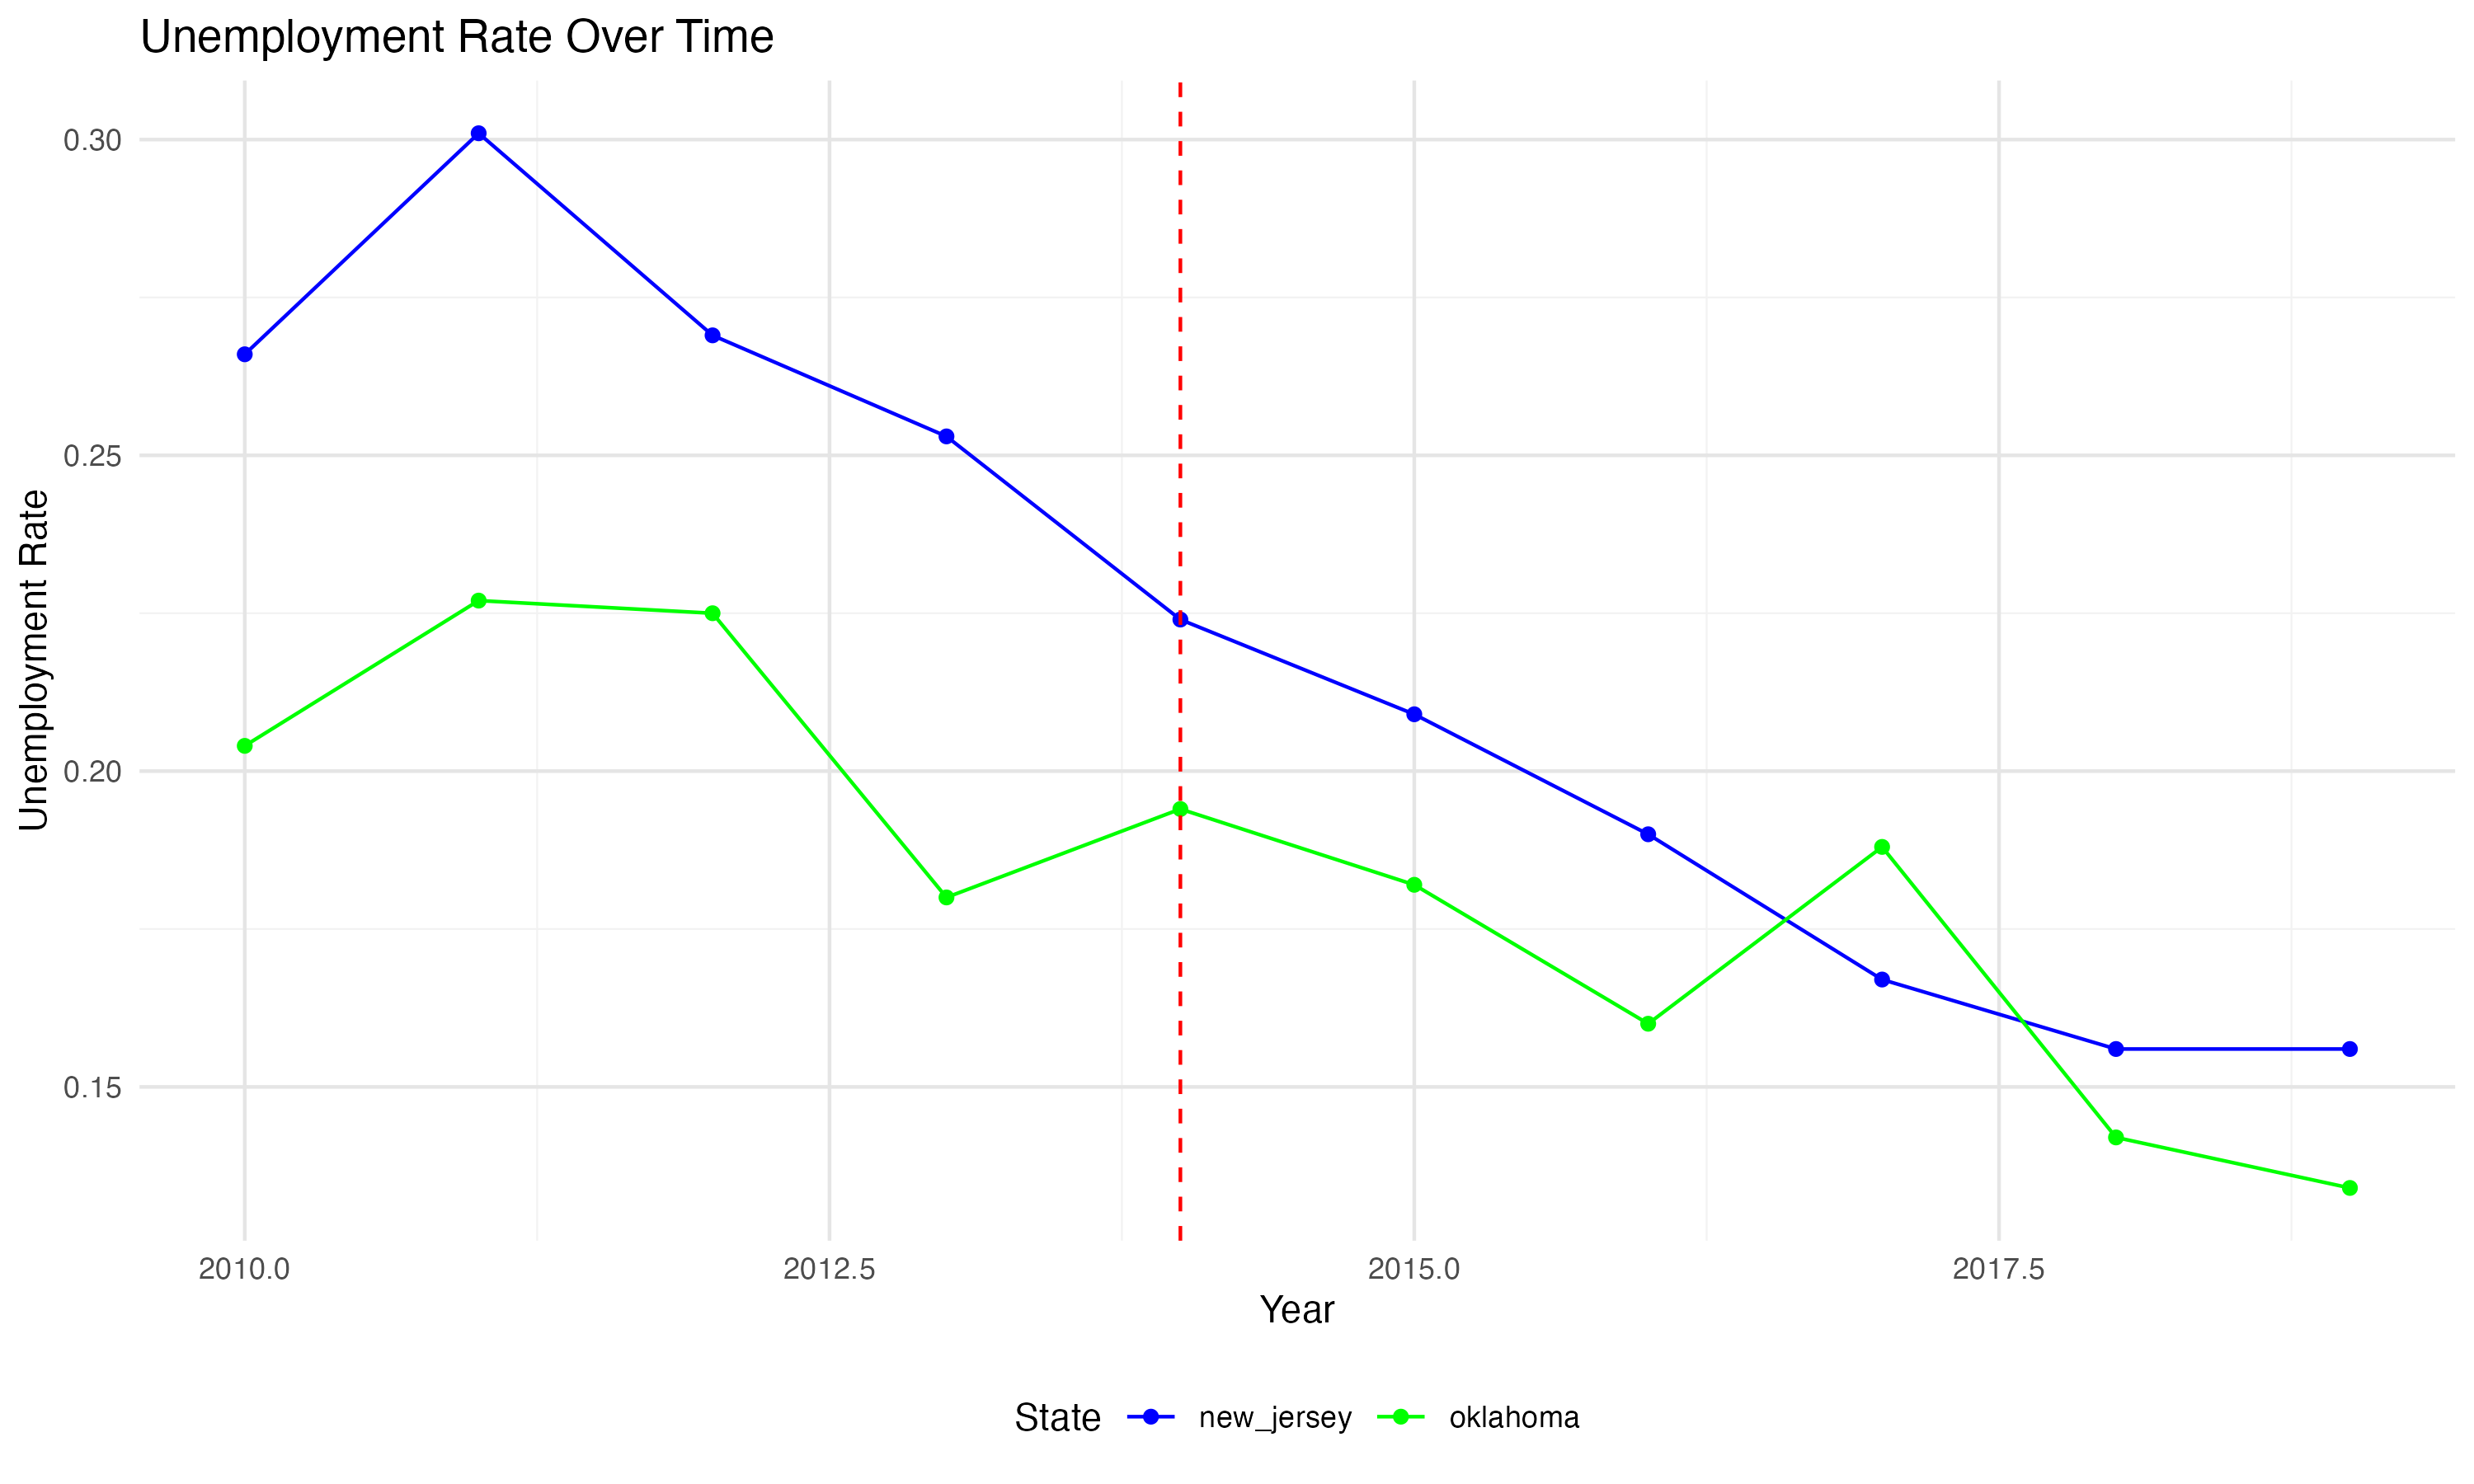 Unemployment Rate Over Time
Unemployment Rate
0.30
0.25
0.20
0.15
2010.0 2012.5 2015.0 2017.5
Year
State new_jersey oklahoma